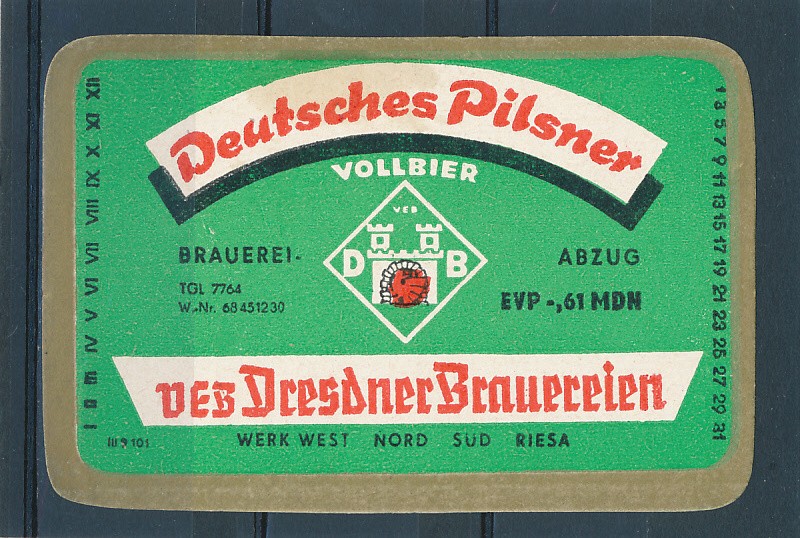 Deutsches Pilsner
VOLLBIER
VEB
D B
BRAUEREI- ABZUG
TGL 7764
W.-Nr. 68451230
EVP -,61 MDN
VEB Dresdner Brauereien
WERK WEST NORD SÜD RIESA
III 9 101
I II III IV V VI VII VIII IX X XI XII
1 3 5 7 9 11 13 15 17 19 21 23 25 27 29 31